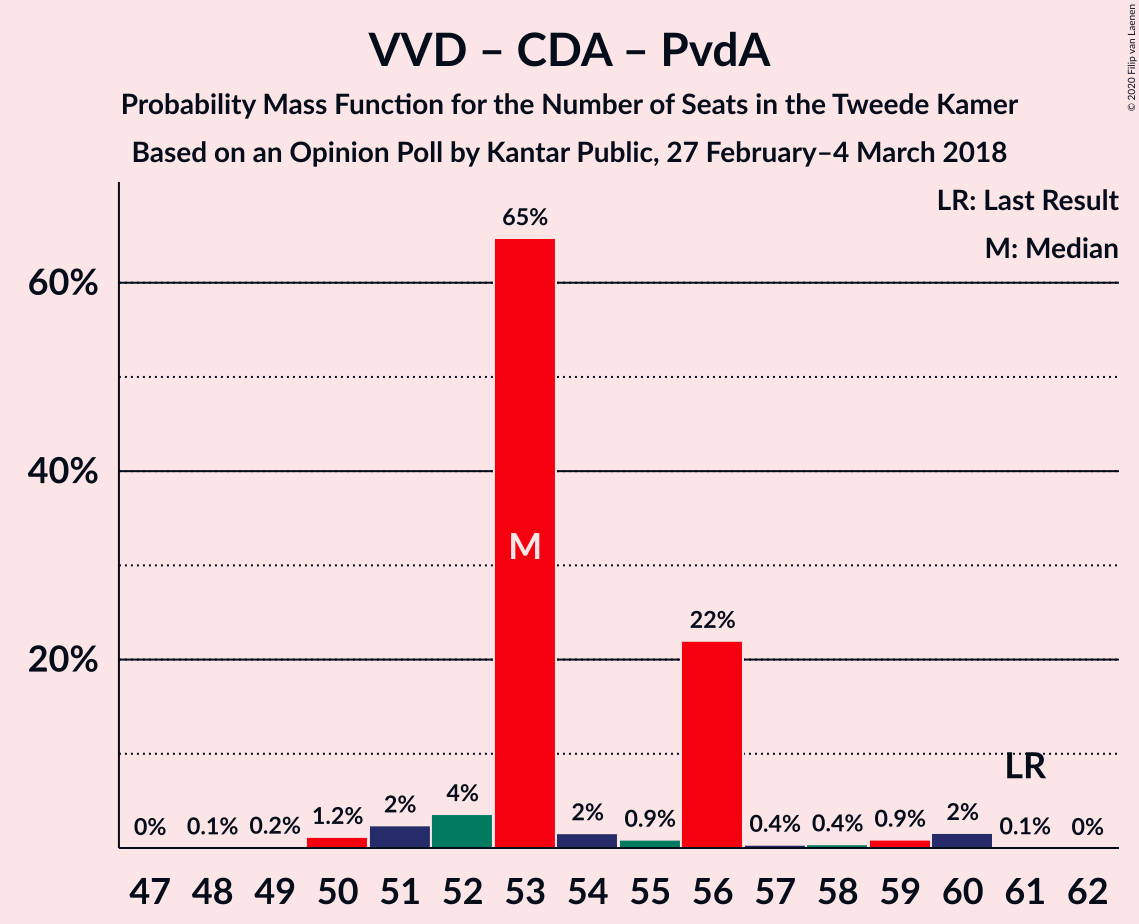 VVD – CDA – PvdA
Probability Mass Function for the Number of Seats in the Tweede Kamer
Based on an Opinion Poll by Kantar Public, 27 February–4 March 2018
© 2020 Filip van Laenen
LR: Last Result
M: Median
60%
40%
20%
0%
0.1%
0.2%
1.2%
2%
4%
65%
M
2%
0.9%
22%
0.4%
0.4%
0.9%
2%
LR
0.1%
0%
47 48 49 50 51 52 53 54 55 56 57 58 59 60 61 62